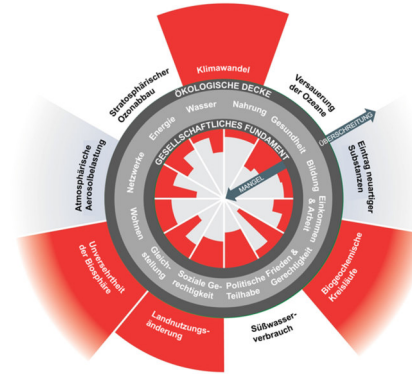 Klimawandel
Versauerung
der Ozeane
Eintrag neuartiger
Substanzen
Biogeochemische
Kreisläufe
Süßwasser-
verbrauch
Landnutzungs-
änderung
Unversehrtheit
der Biosphäre
Atmosphärische
Aerosolbelastung
Stratosphärischer
Ozonabbau
ÖKOLOGISCHE DECKE
ÜBERSCHREITUNG
Wasser
Nahrung
Gesundheit
Bildung
Einkommen
& Arbeit
Frieden &
Gerechtigkeit
Politische
Teilhabe
Soziale Ge-
rechtigkeit
Gleich-
stellung
Wohnen
Netzwerke
Energie
GESELLSCHAFTLICHES FUNDAMENT
MANGEL